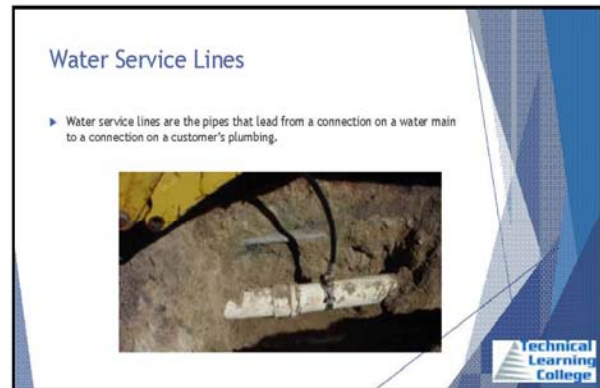 Water Service Lines
Water service lines are the pipes that lead from a connection on a water main
to a connection on a customer's plumbing.
Technical
Learning
College